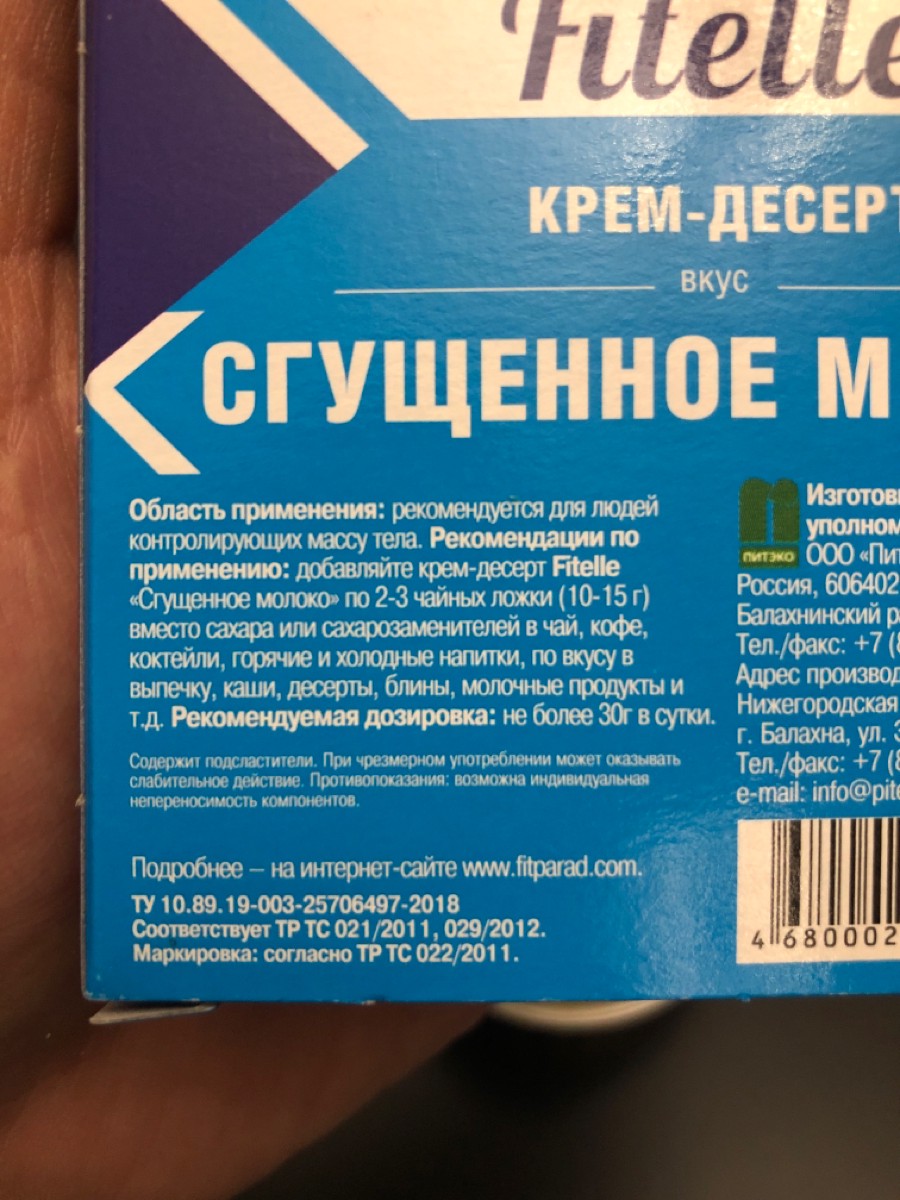 Fitelle
КРЕМ-ДЕСЕРТ
ВКУС
СГУЩЕННОЕ М
Область применения: рекомендуется для людей
контролирующих массу тела. Рекомендации по
применению: добавляйте крем-десерт Fitelle
«Сгущенное молоко» по 2-3 чайных ложки (10-15 г)
вместо сахара или сахарозаменителей в чай, кофе,
коктейли, горячие и холодные напитки, по вкусу в
выпечку, каши, десерты, блины, молочные продукты и
т.д. Рекомендуемая дозировка: не более 30г в сутки.
Содержит подсластители. При чрезмерном употреблении может оказывать
слабительное действие. Противопоказания: возможна индивидуальная
непереносимость компонентов.
Подробнее – на интернет-сайте www.fitparad.com.
ТУ 10.89.19-003-25706497-2018
Соответствует ТР ТС 021/2011, 029/2012.
Маркировка: согласно ТР ТС 022/2011.
ПИТЭКО
Изготов
уполном
ООО «Пит
Россия, 606402
Балахнинский р
Тел./факс: +7 (8
Адрес производ
Нижегородская
г. Балахна, ул.
Тел./факс: +7 (8
e-mail: info@pite
4 680002